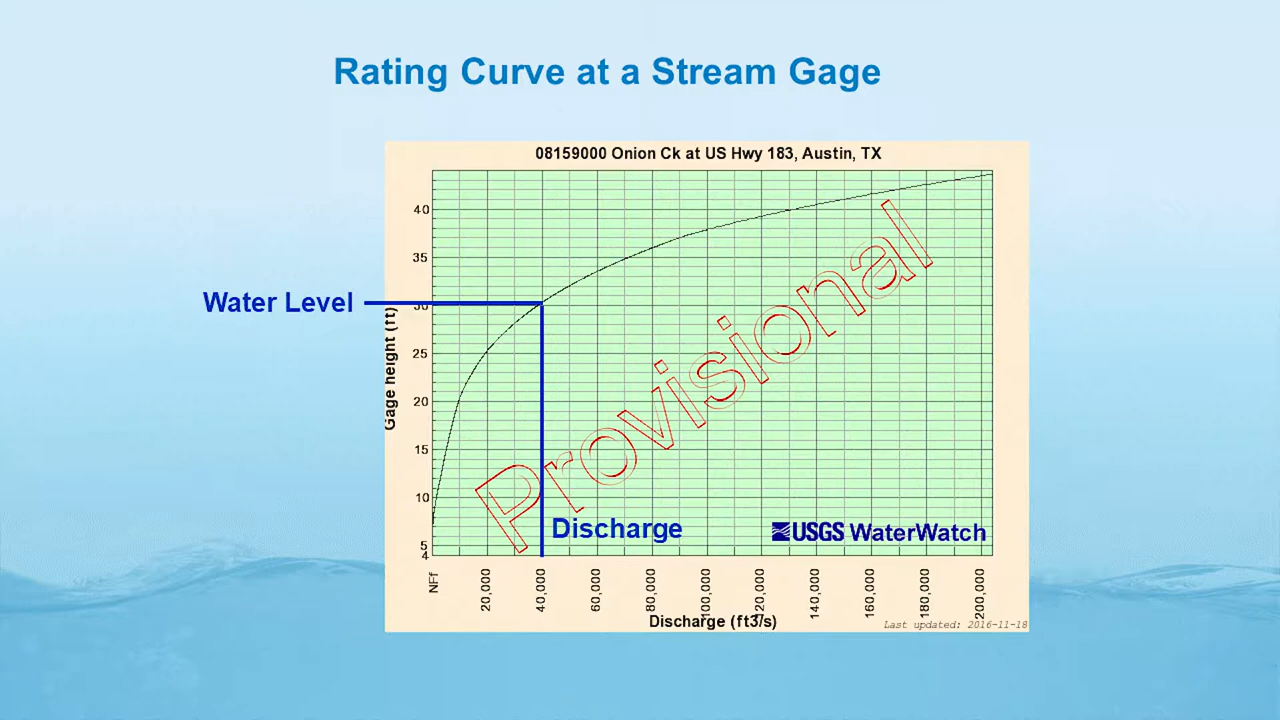 Rating Curve at a Stream Gage
08159000 Onion Ck at US Hwy 183, Austin, TX
40
35
Water Level
30
25
20
15
10
5
4
Gage height (ft)
Provisional
Discharge
USGS WaterWatch
NFf
20,000
40,000
60,000
80,000
100,000
120,000
140,000
160,000
180,000
200,000
Discharge (ft3/s)
Last updated: 2016-11-18